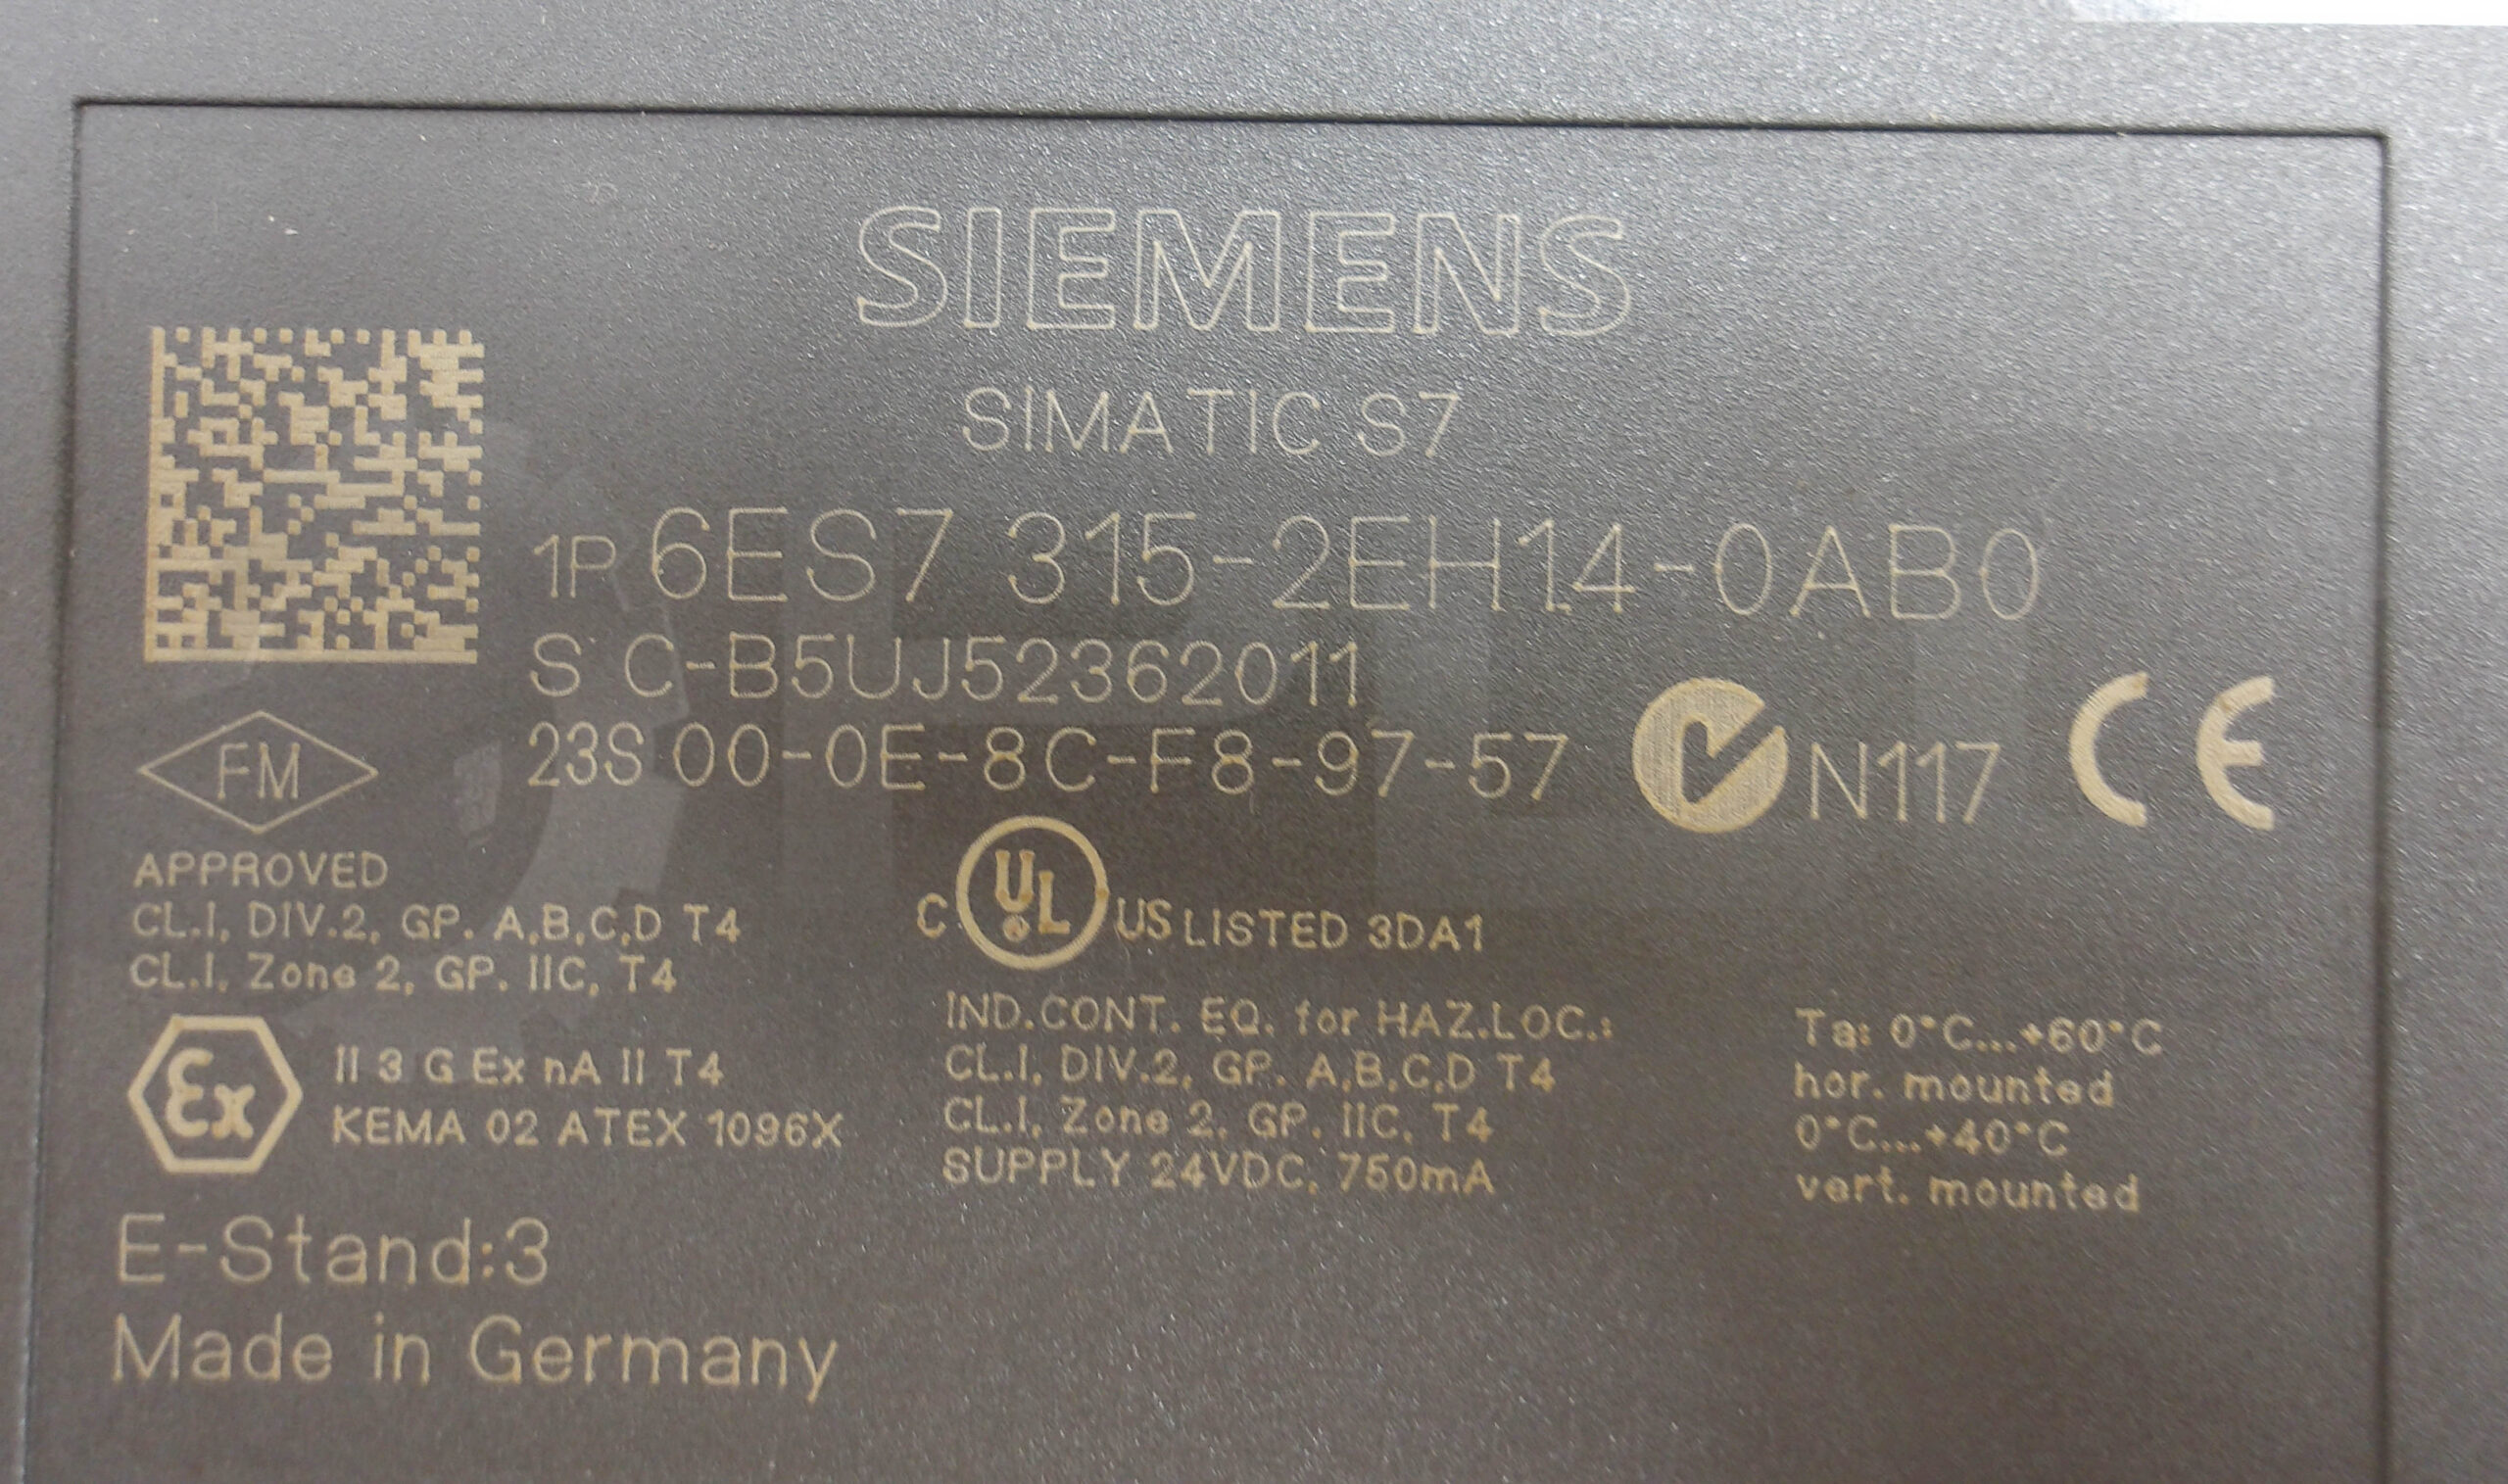 SIEMENS
SIMATIC S7
1P 6ES7 315-2EH14-0AB0
S C-B5UJ52362011
23S 00-0E-8C-F8-97-57
N117 CE
FM
APPROVED
CL.I, DIV.2, GP. A,B,C,D T4
CL.I, Zone 2, GP. IIC, T4
C UL US LISTED 3DA1
IND.CONT. EQ. for HAZ.LOC.:
CL.I, DIV.2, GP. A,B,C,D T4
CL.I, Zone 2, GP. IIC, T4
SUPPLY 24VDC, 750mA
Ta: 0°C...+60°C
hor. mounted
0°C...+40°C
vert. mounted
Ex
II 3 G Ex nA II T4
KEMA 02 ATEX 1096X
E-Stand:3
Made in Germany